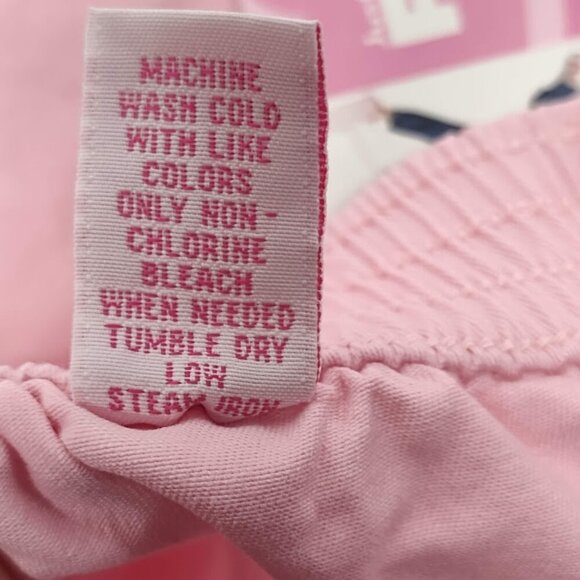 MACHINE
WASH COLD
WITH LIKE
COLORS
ONLY NON-
CHLORINE
BLEACH
WHEN NEEDED
TUMBLE DRY
LOW
STEAM IRON